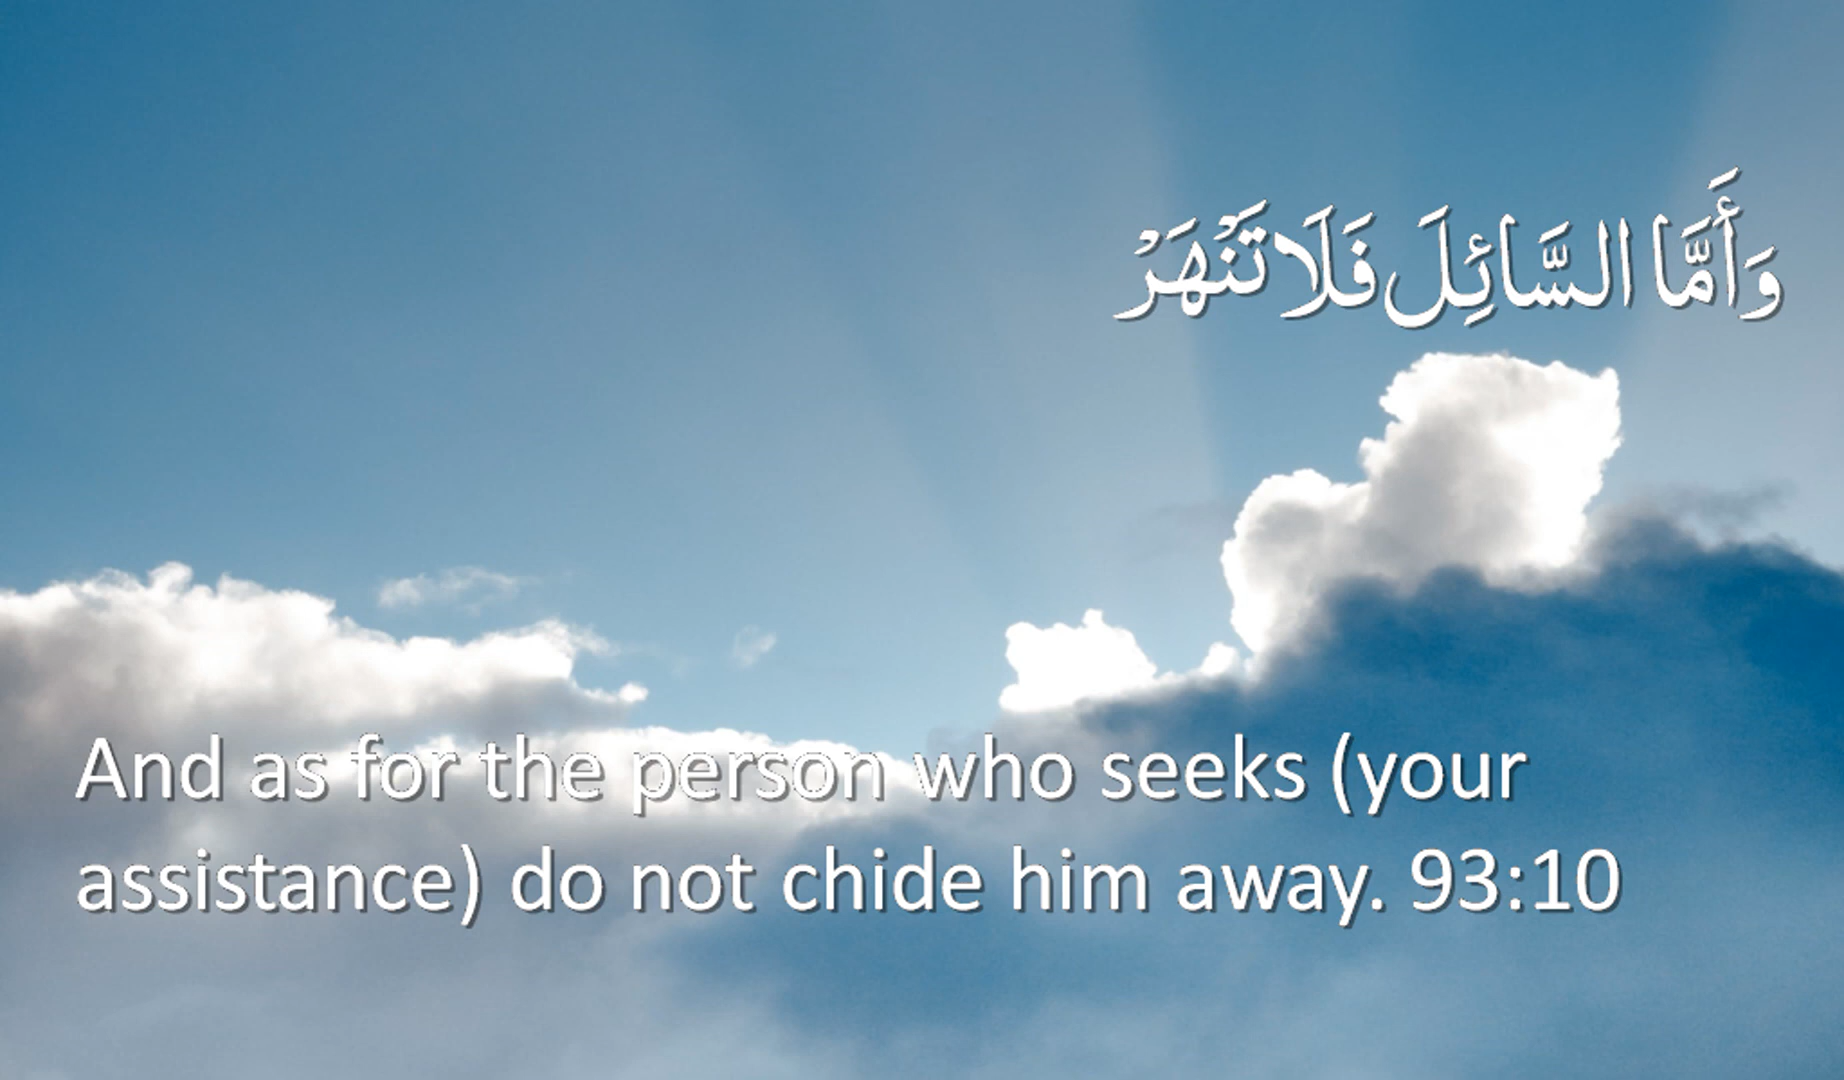 وَأَمَّا السَّائِلَ فَلَا تَنْهَرْ
And as for the person who seeks (your
assistance) do not chide him away. 93:10